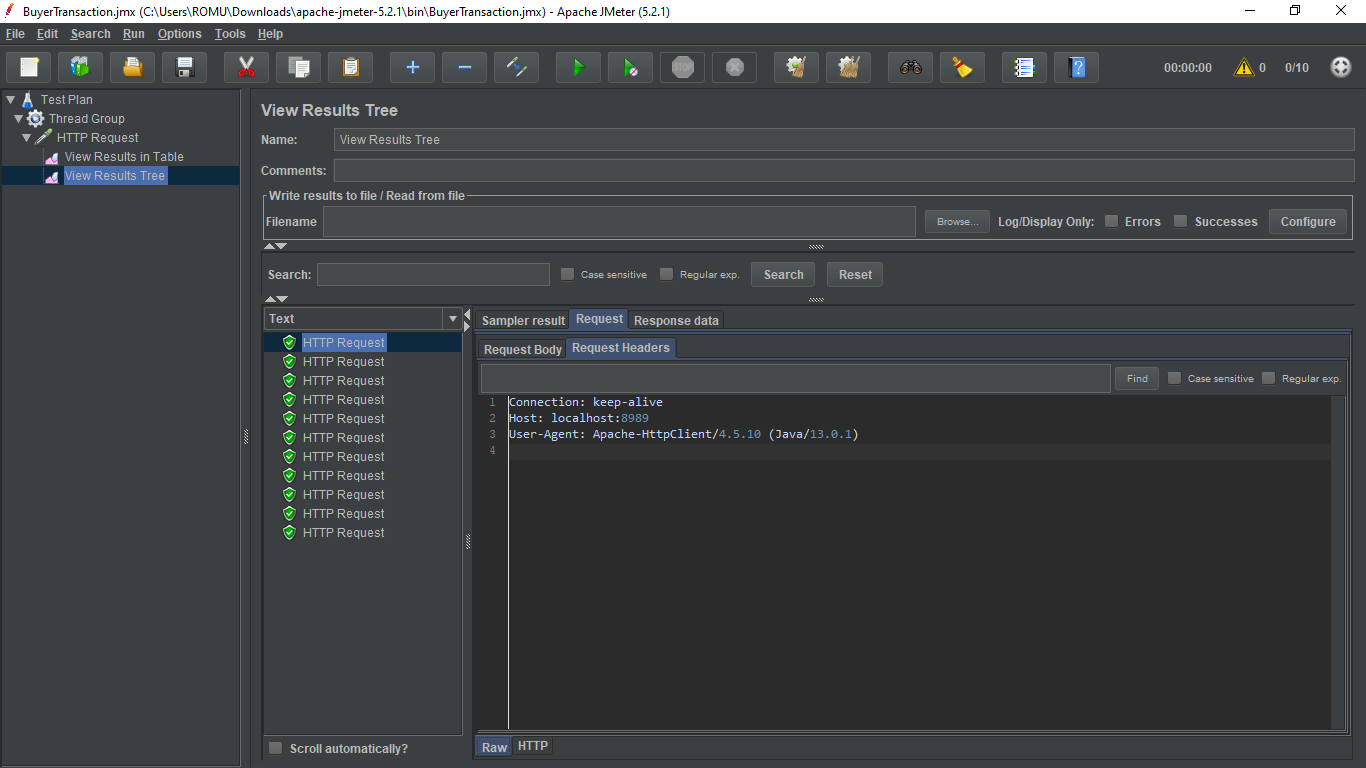 BuyerTransaction.jmx (C:\Users\ROMU\Downloads\apache-jmeter-5.2.1\bin\BuyerTransaction.jmx) - Apache JMeter (5.2.1)
File Edit Search Run Options Tools Help
STOP 00:00:00 0 0/10
Test Plan
Thread Group
HTTP Request
View Results in Table
View Results Tree
View Results Tree
Name: View Results Tree
Comments:
Write results to file / Read from file
Filename Browse... Log/Display Only: Errors Successes Configure
Search: Case sensitive Regular exp. Search Reset
Text
HTTP Request
HTTP Request
HTTP Request
HTTP Request
HTTP Request
HTTP Request
HTTP Request
HTTP Request
HTTP Request
HTTP Request
HTTP Request
Scroll automatically?
Sampler result Request Response data
Request Body Request Headers
Find Case sensitive Regular exp.
1 Connection: keep-alive
2 Host: localhost:8989
3 User-Agent: Apache-HttpClient/4.5.10 (Java/13.0.1)
4
Raw HTTP